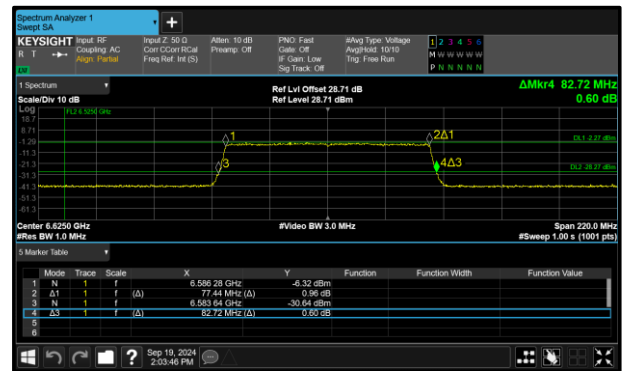 Spectrum Analyzer 1
Swept SA
+
KEYSIGHT Input: RF Input Z: 50 Ω Atten: 10 dB PNO: Fast #Avg Type: Voltage 1 2 3 4 5 6
R T Coupling: AC Corr CCorr RCal Preamp: Off Gate: Off Avg|Hold: 10/10 M W W W W W
Align: Partial Freq Ref: Int (S) IF Gain: Low Trig: Free Run
Sig Track: Off P N N N N N
1 Spectrum Ref Lvl Offset 28.71 dB ΔMkr4 82.72 MHz
Scale/Div 10 dB Ref Level 28.71 dBm 0.60 dB
Log
FL2 6.5250 GHz
18.7
8.71
-1.29
-11.3
-21.3
-31.3
-41.3
-51.3
-61.3
1
2Δ1
3
4Δ3
DL1 -2.27 dBm
DL2 -28.27 dBm
Center 6.6250 GHz #Video BW 3.0 MHz Span 220.0 MHz
#Res BW 1.0 MHz #Sweep 1.00 s (1001 pts)
5 Marker Table
Mode Trace Scale X Y Function Function Width Function Value
1 N 1 f 6.586 28 GHz -6.32 dBm
2 Δ1 1 f (Δ) 77.44 MHz (Δ) 0.96 dB
3 N 1 f 6.583 64 GHz -30.64 dBm
4 Δ3 1 f (Δ) 82.72 MHz (Δ) 0.60 dB
5
6
? Sep 19, 2024
2:03:46 PM